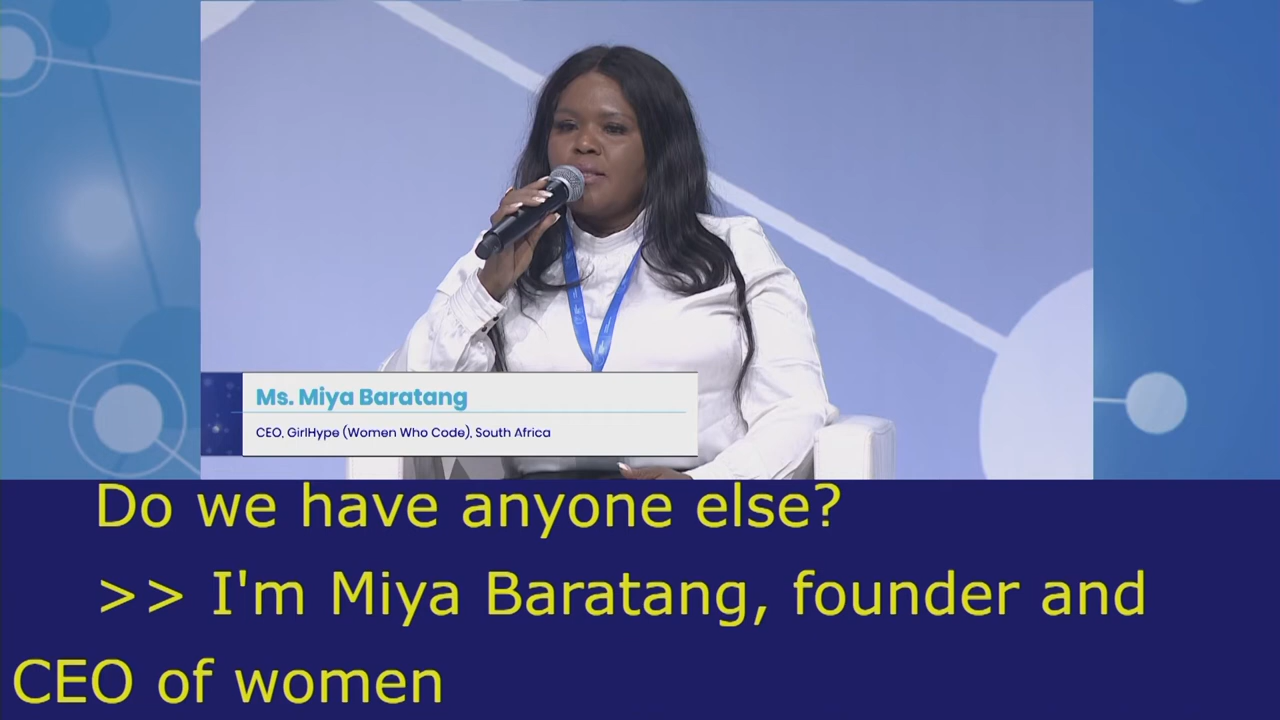 Ms. Miya Baratang
CEO, GirlHype (Women Who Code), South Africa
Do we have anyone else?
>> I'm Miya Baratang, founder and
CEO of women